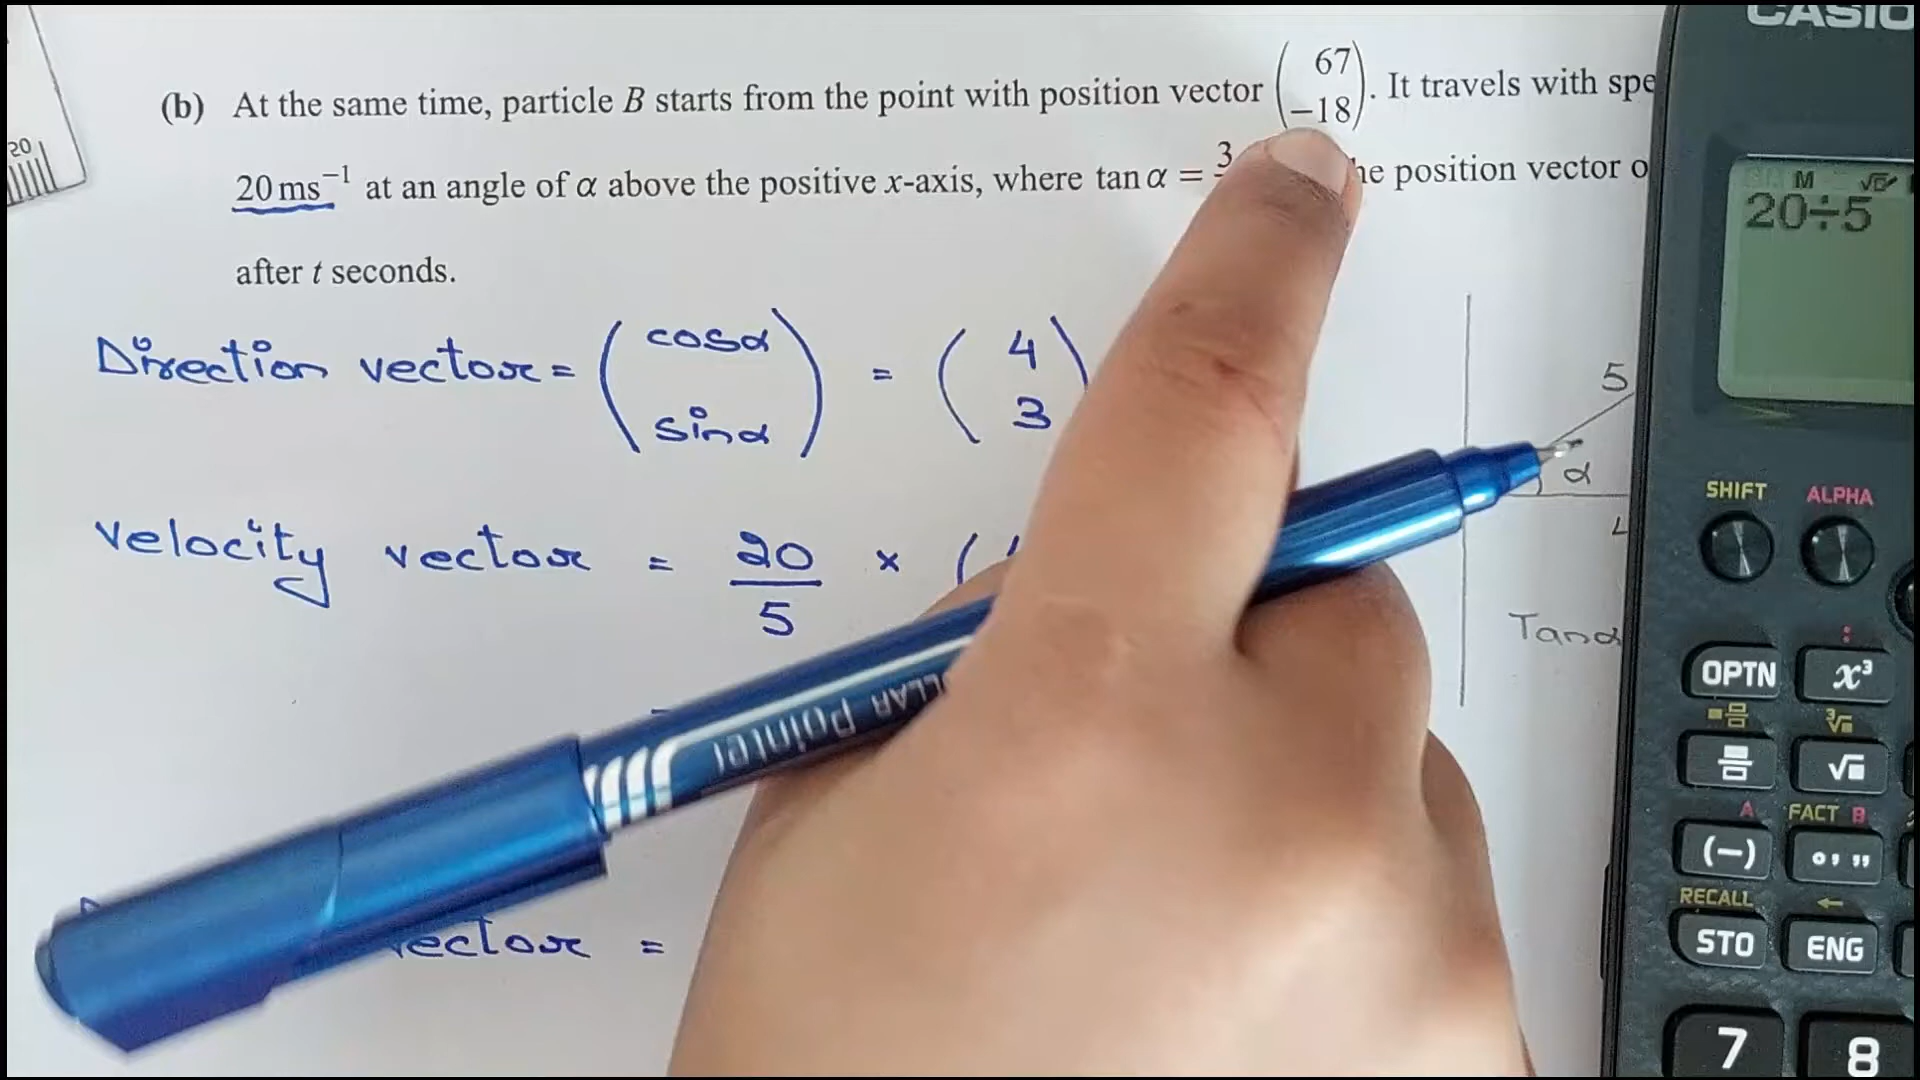 CASIO
20
(b) At the same time, particle B starts from the point with position vector (67 −18). It travels with spe
20 ms⁻¹ at an angle of α above the positive x-axis, where tan α = 3 he position vector o
after t seconds.
M √
20÷5
Direction vector = (cosα sinα) = (4 3
5
α
velocity vector = 20/5 × (
Tanα
vector =
LLAR Pointe
SHIFT ALPHA
OPTN x³
√
A FACT B
(−) ° ’ ”
RECALL ←
STO ENG
7 8